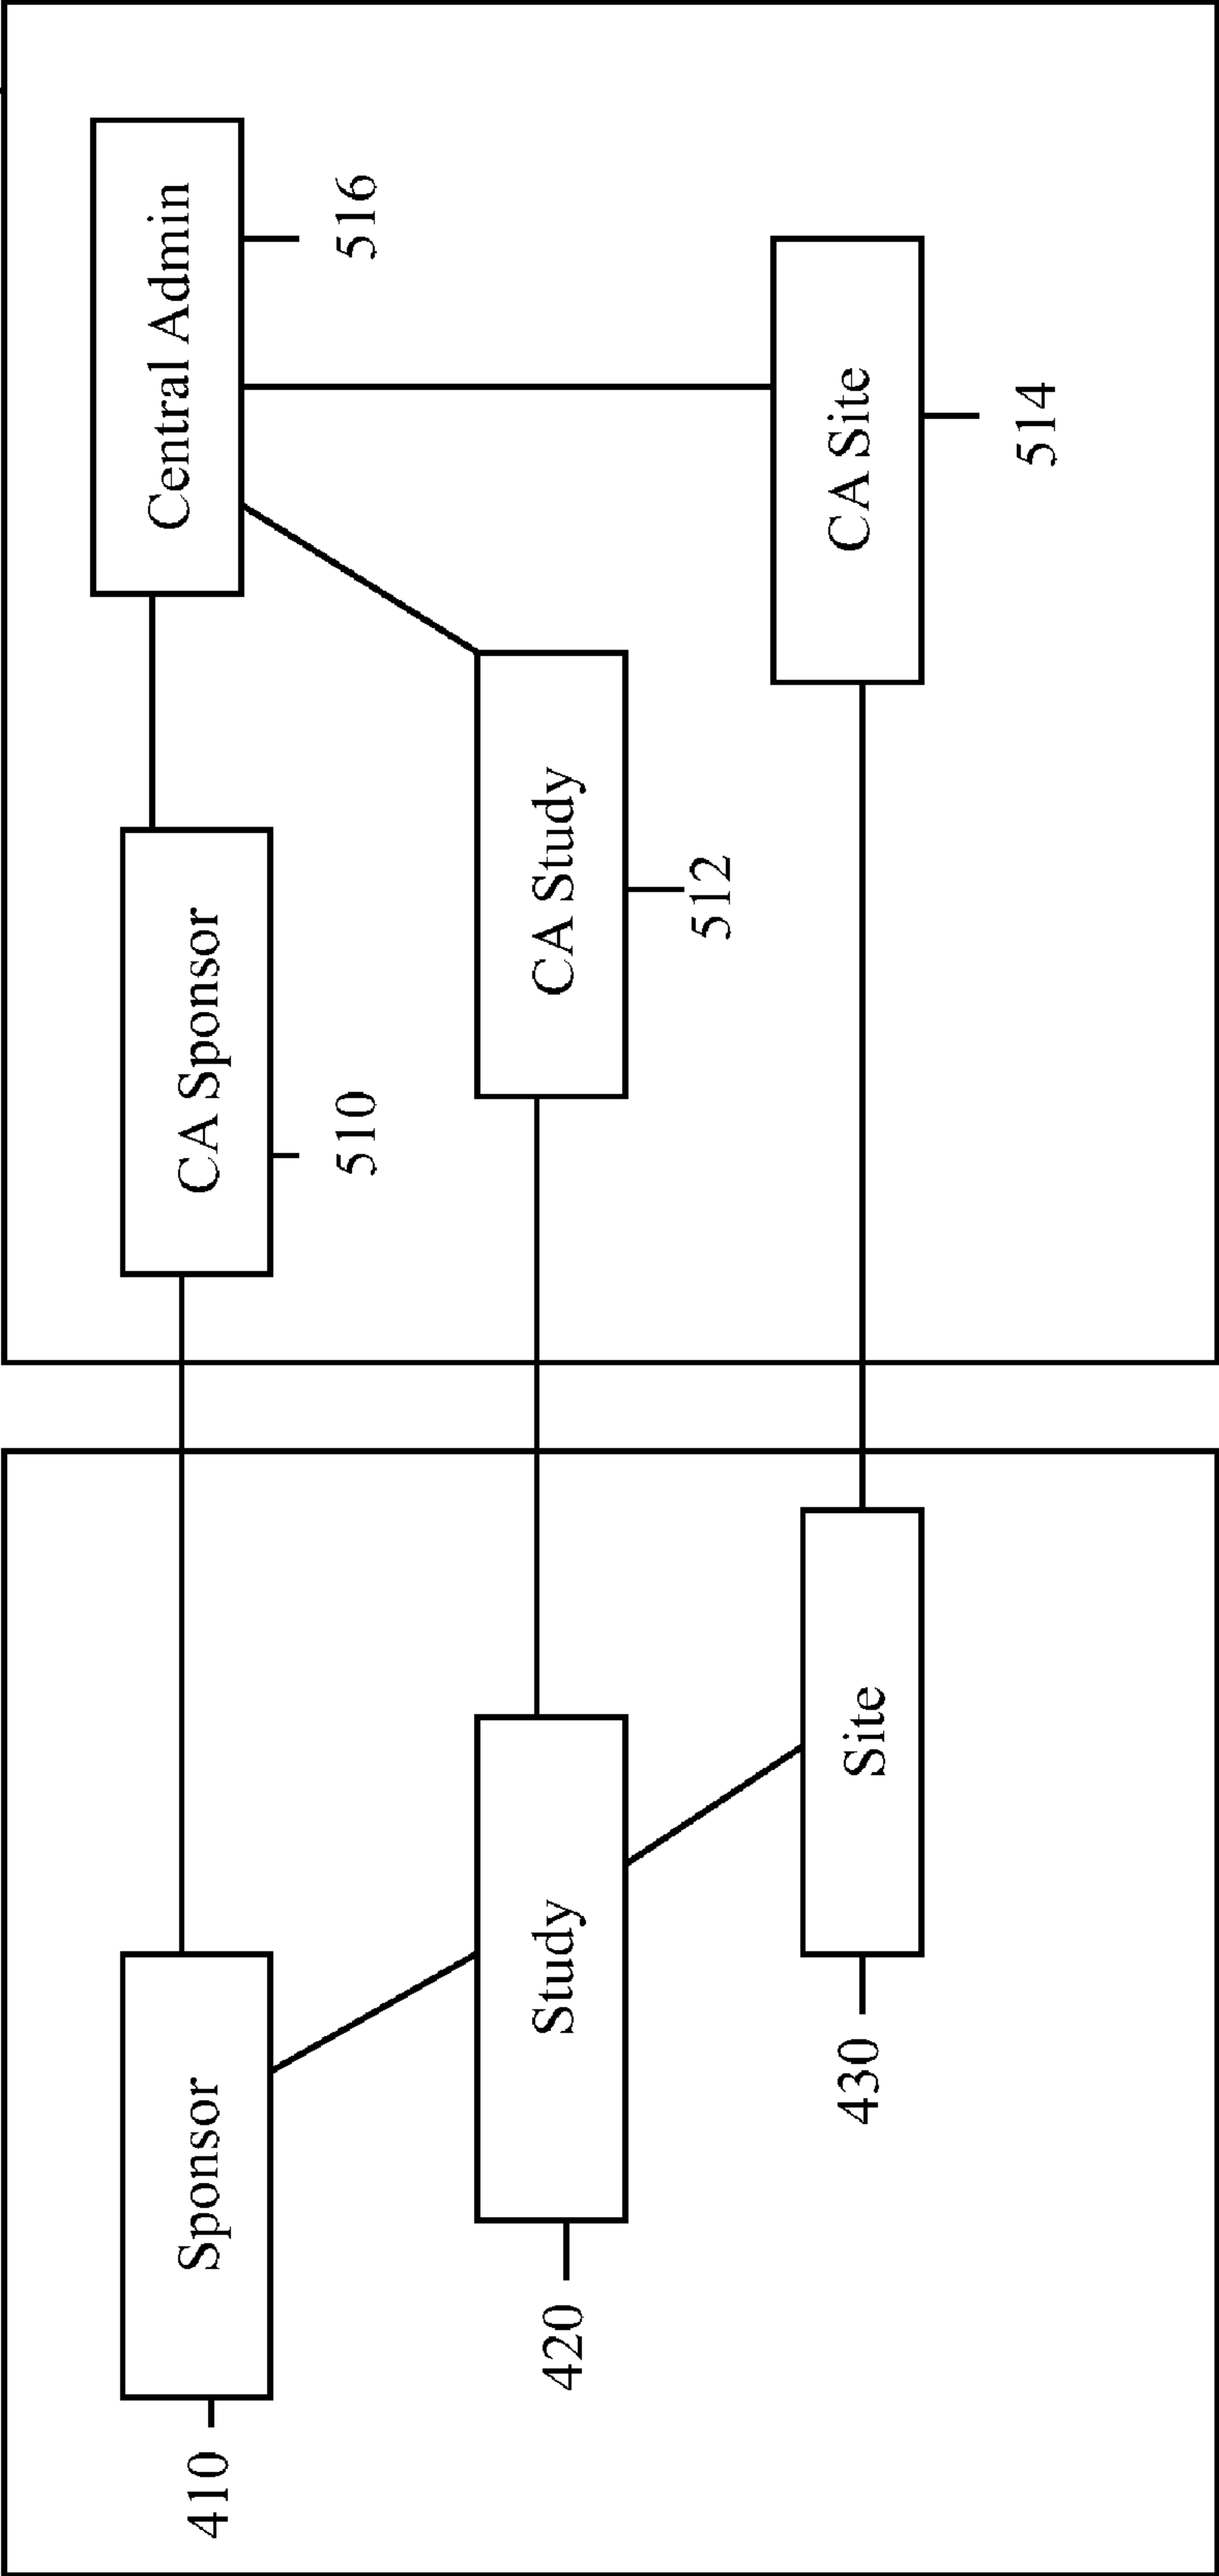 Sponsor
410
Study
420
Site
430
CA Sponsor
510
Central Admin
516
CA Study
512
CA Site
514